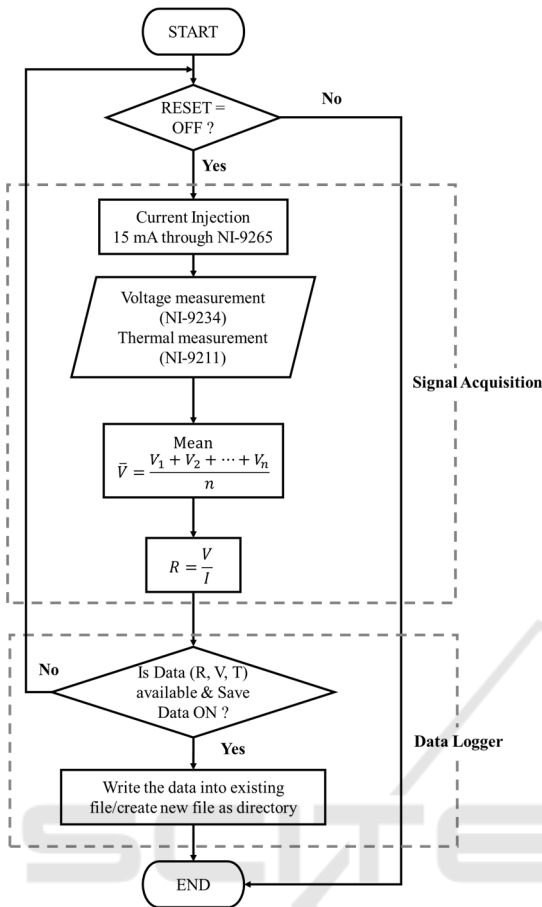 START
RESET =
OFF ?
No
Yes
Current Injection
15 mA through NI-9265
Voltage measurement
(NI-9234)
Thermal measurement
(NI-9211)
Signal Acquisition
Mean
V̄ = (V₁ + V₂ + ⋯ + Vₙ) / n
R = V / I
No
Is Data (R, V, T)
available & Save
Data ON ?
Yes
Data Logger
Write the data into existing
file/create new file as directory
SCITE
END